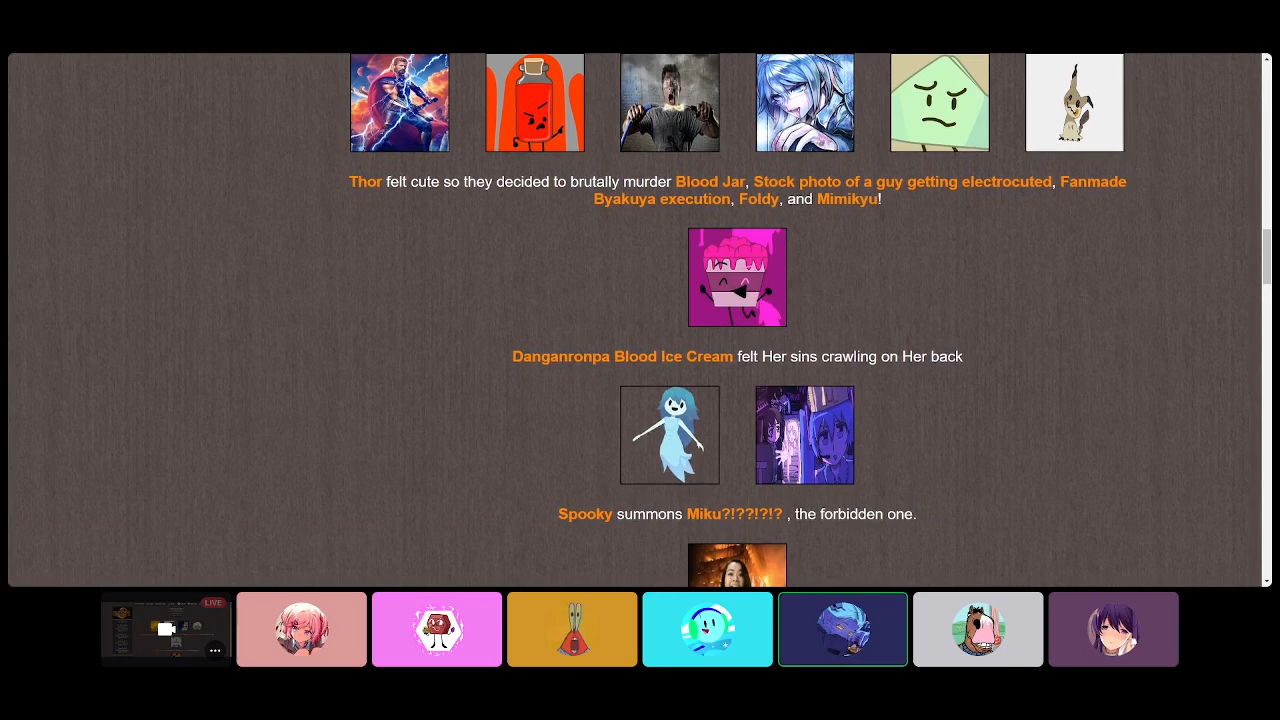 Thor felt cute so they decided to brutally murder Blood Jar, Stock photo of a guy getting electrocuted, Fanmade
Byakuya execution, Foldy, and Mimikyu!
Danganronpa Blood Ice Cream felt Her sins crawling on Her back
Spooky summons Miku?!??!?!? , the forbidden one.
LIVE